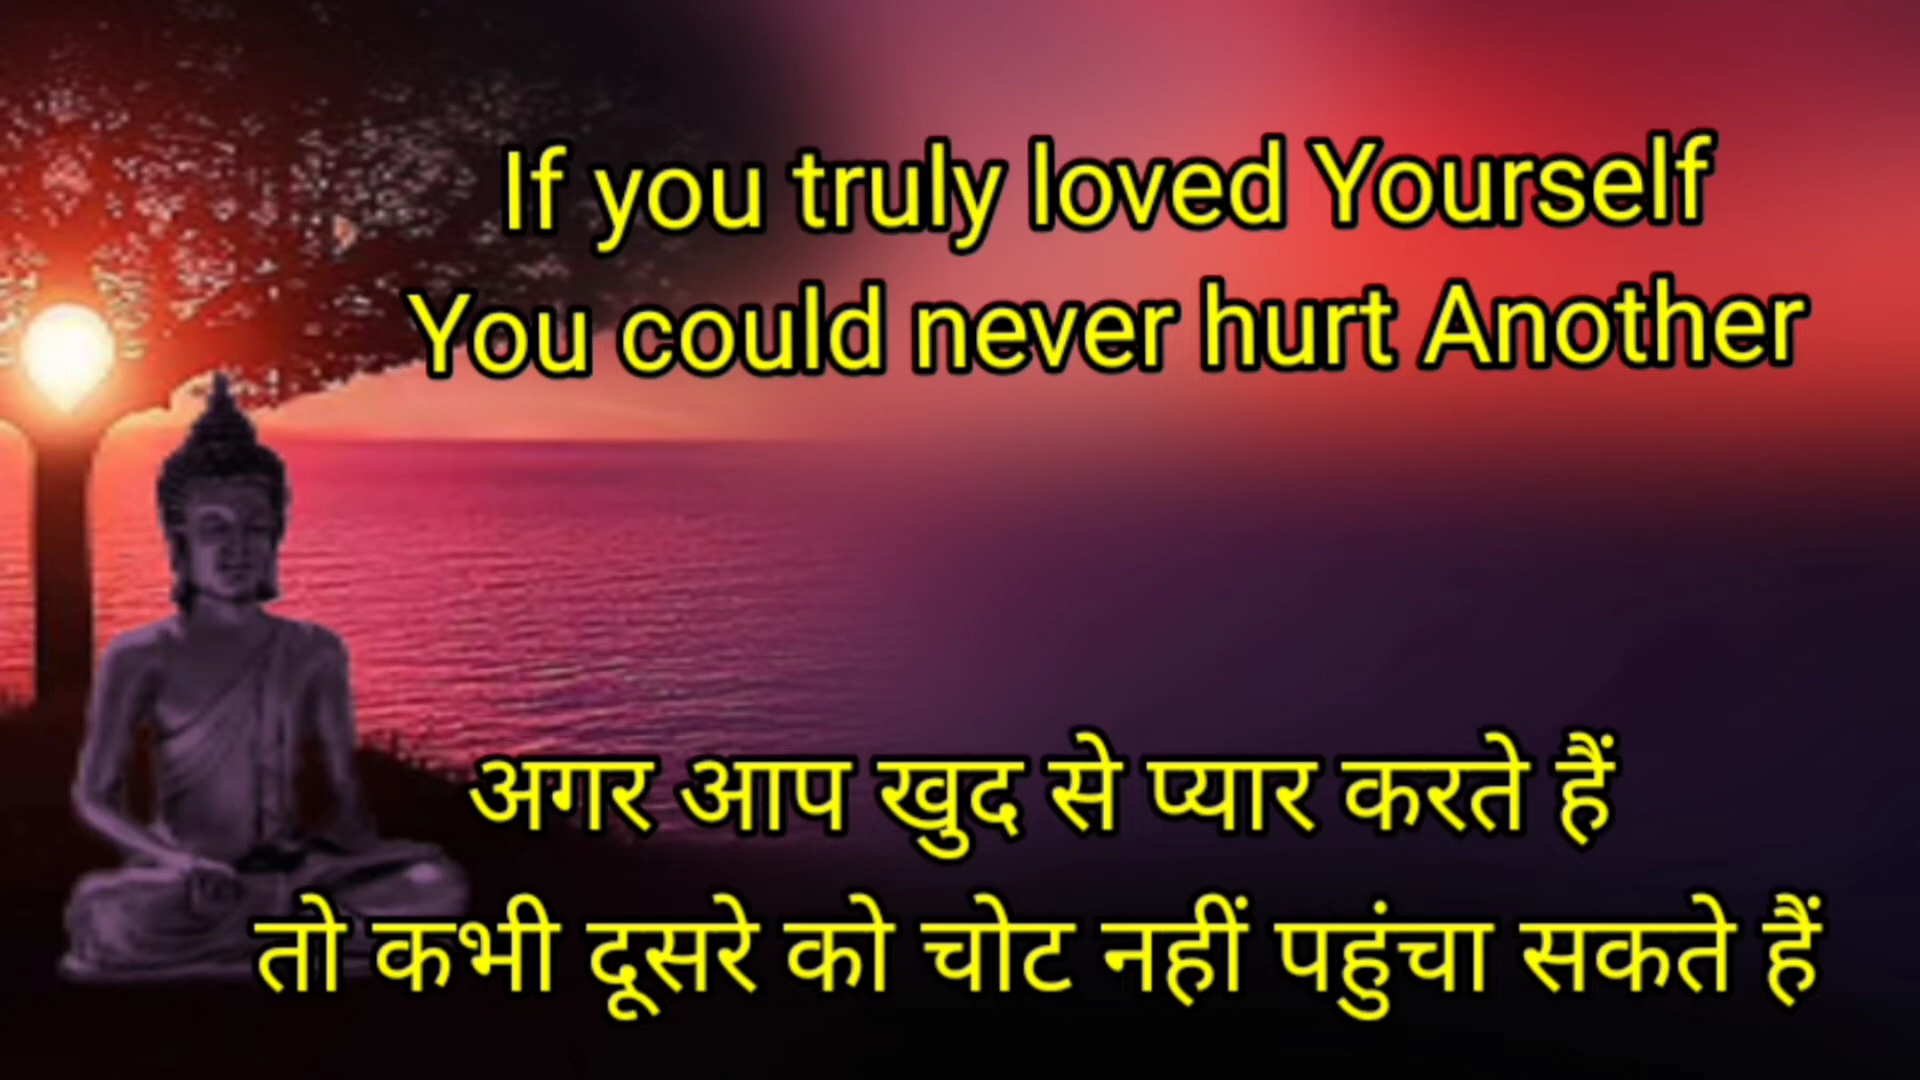 If you truly loved Yourself
You could never hurt Another
अगर आप खुद से प्यार करते हैं
तो कभी दूसरे को चोट नहीं पहुंचा सकते हैं